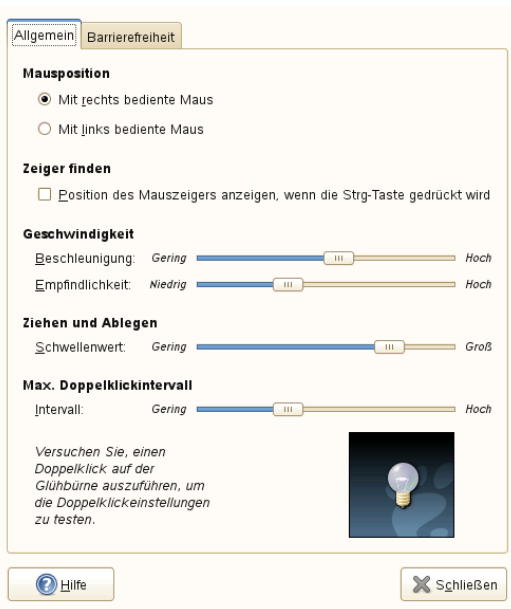 Allgemein Barrierefreiheit
Mausposition
Mit rechts bediente Maus
Mit links bediente Maus
Zeiger finden
Position des Mauszeigers anzeigen, wenn die Strg-Taste gedrückt wird
Geschwindigkeit
Beschleunigung: Gering Hoch
Empfindlichkeit: Niedrig Hoch
Ziehen und Ablegen
Schwellenwert: Gering Groß
Max. Doppelklickintervall
Intervall: Gering Hoch
Versuchen Sie, einen
Doppelklick auf der
Glühbürne auszuführen, um
die Doppelklickeinstellungen
zu testen.
Hilfe Schließen